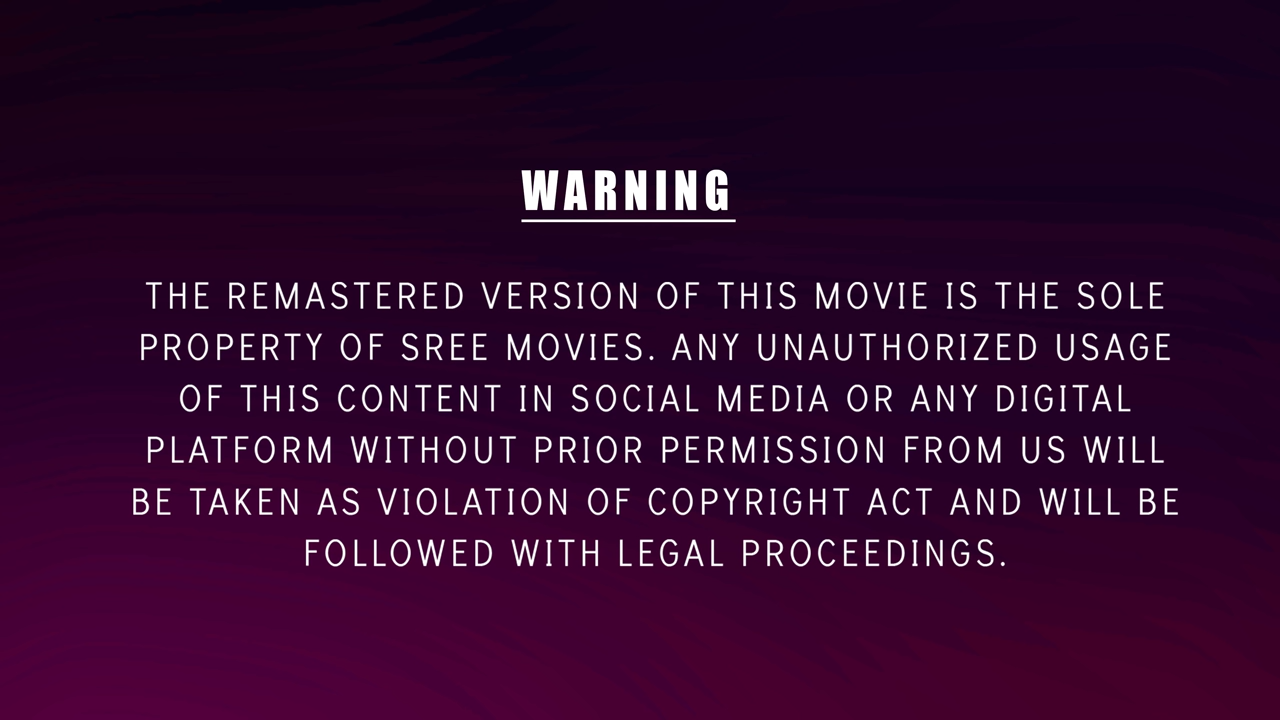 WARNING
THE REMASTERED VERSION OF THIS MOVIE IS THE SOLE
PROPERTY OF SREE MOVIES. ANY UNAUTHORIZED USAGE
OF THIS CONTENT IN SOCIAL MEDIA OR ANY DIGITAL
PLATFORM WITHOUT PRIOR PERMISSION FROM US WILL
BE TAKEN AS VIOLATION OF COPYRIGHT ACT AND WILL BE
FOLLOWED WITH LEGAL PROCEEDINGS.